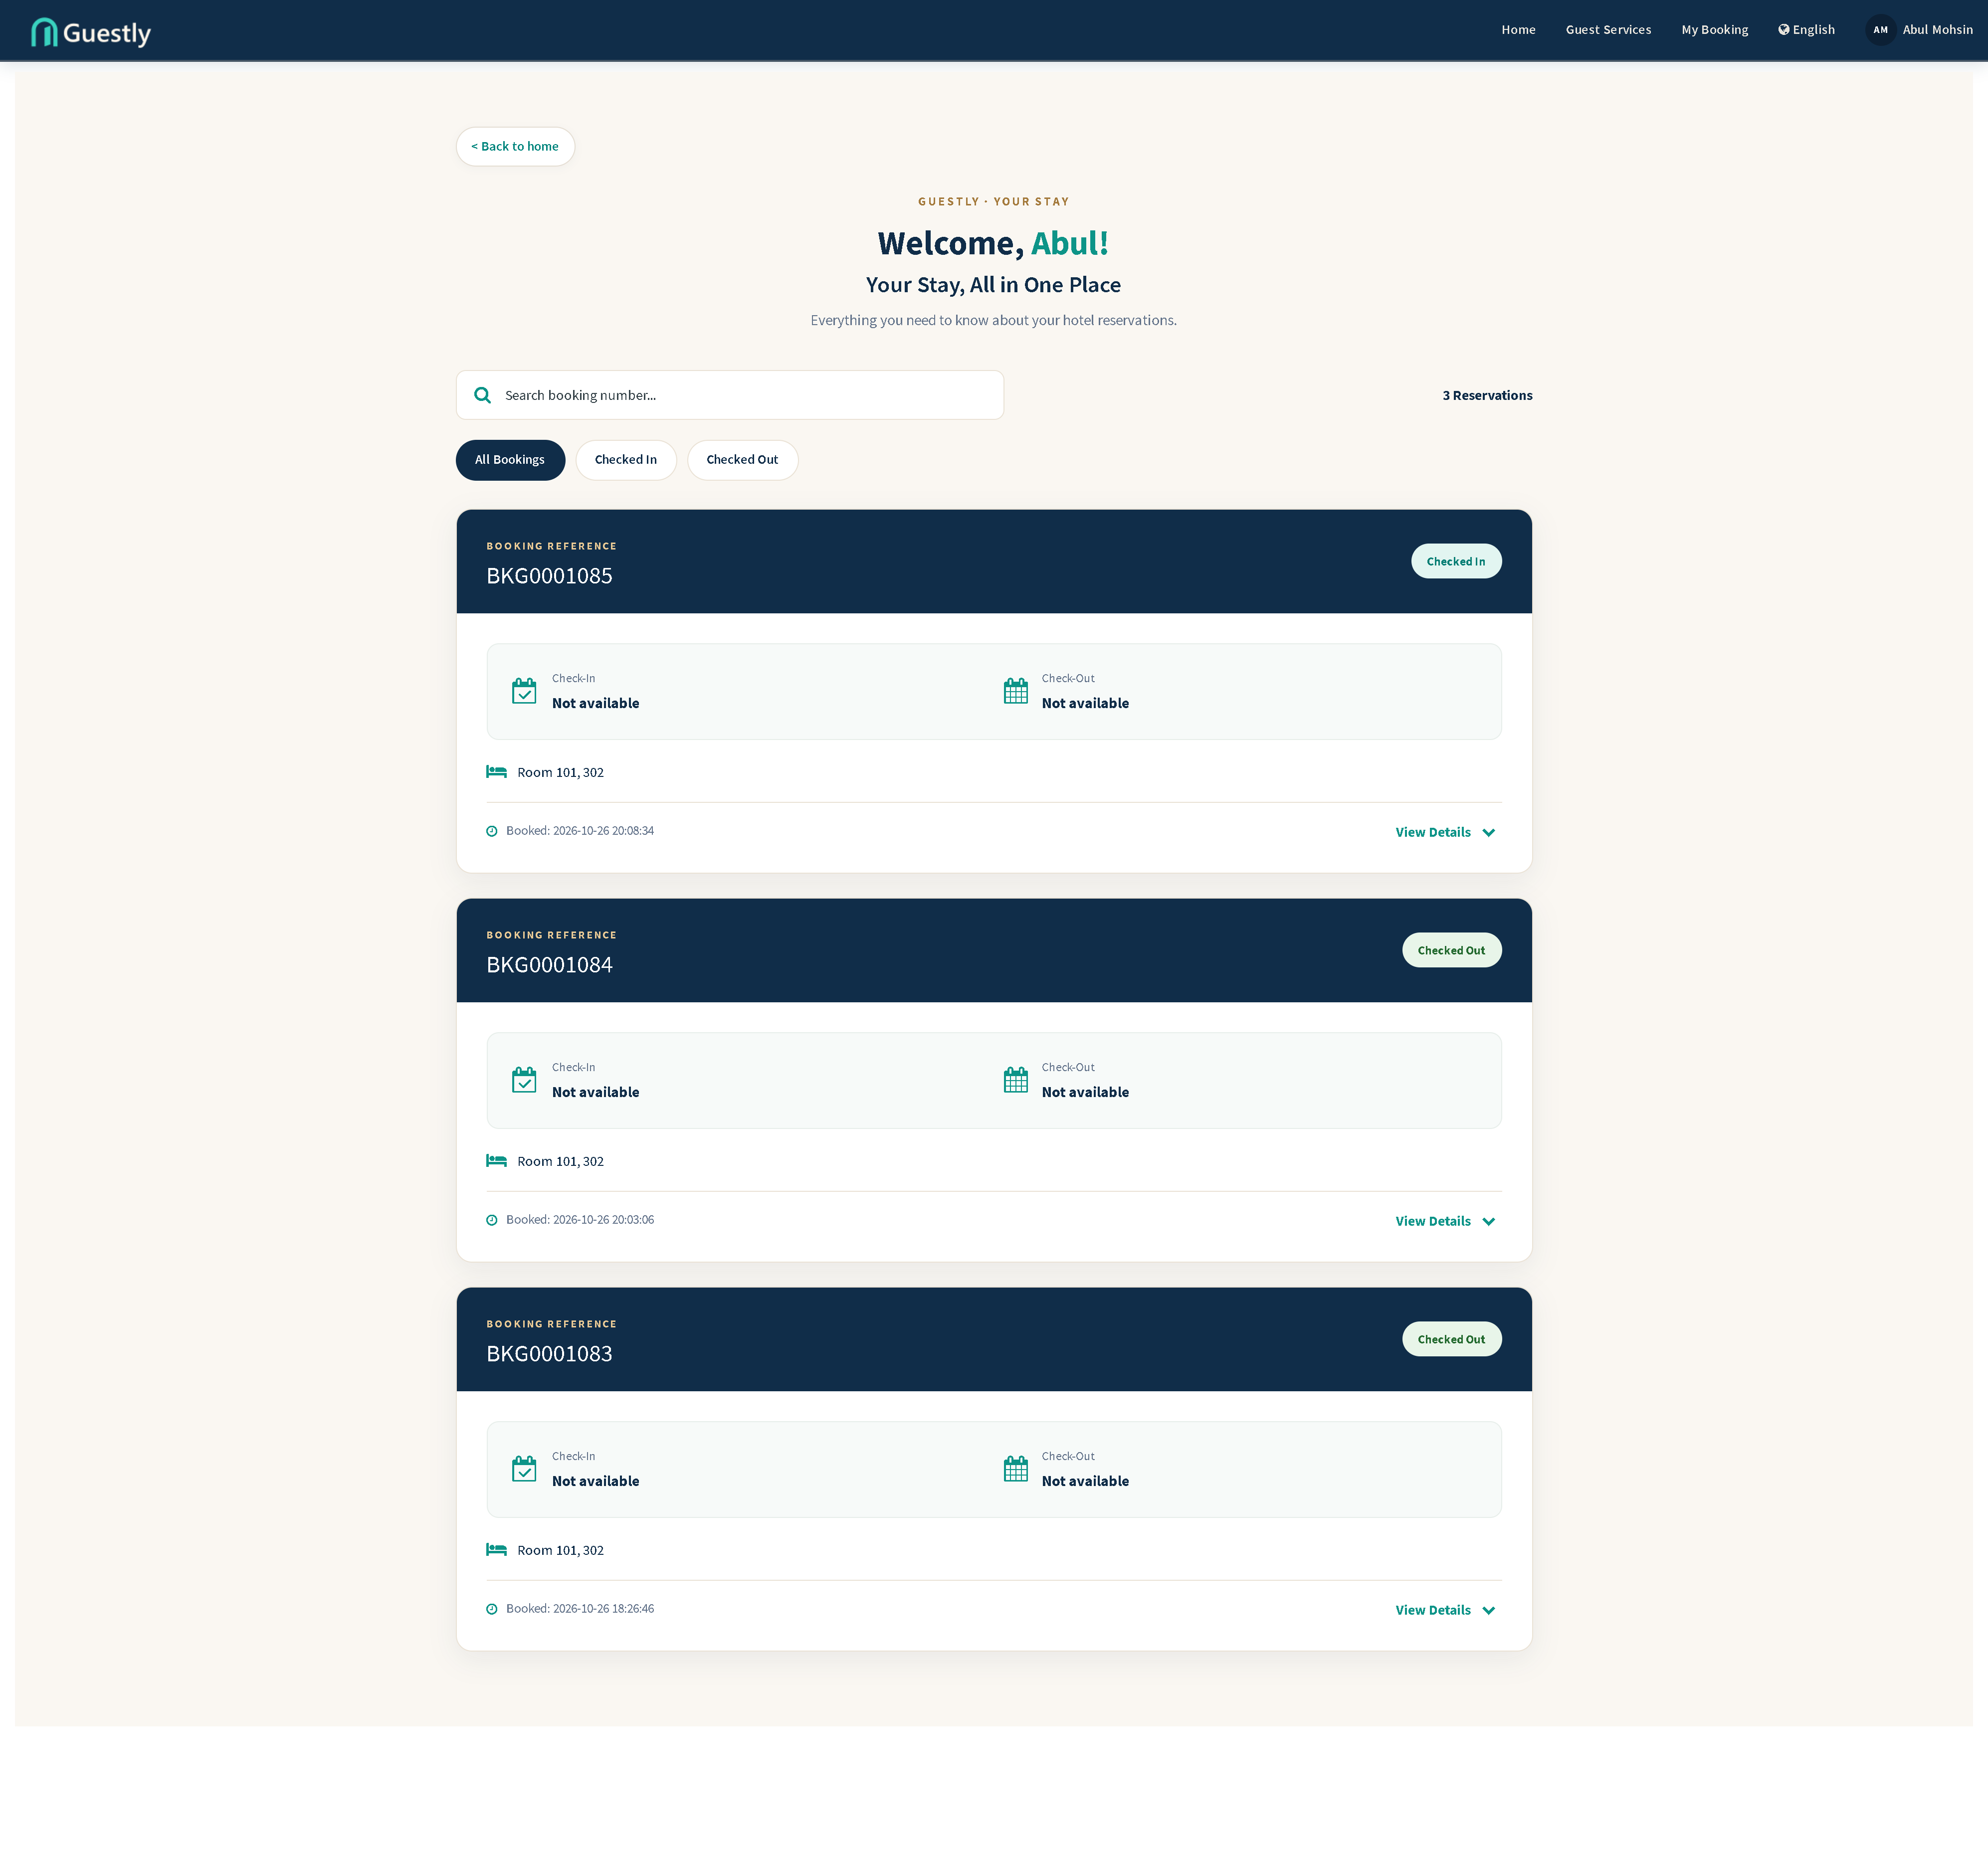 Guestly
Home Guest Services My Booking English AM Abul Mohsin
< Back to home
GUESTLY · YOUR STAY
Welcome, Abul!
Your Stay, All in One Place
Everything you need to know about your hotel reservations.
Search booking number...
3 Reservations
All Bookings Checked In Checked Out
BOOKING REFERENCE
BKG0001085
Checked In
Check-In
Not available
Check-Out
Not available
Room 101, 302
Booked: 2026-10-26 20:08:34
View Details
BOOKING REFERENCE
BKG0001084
Checked Out
Check-In
Not available
Check-Out
Not available
Room 101, 302
Booked: 2026-10-26 20:03:06
View Details
BOOKING REFERENCE
BKG0001083
Checked Out
Check-In
Not available
Check-Out
Not available
Room 101, 302
Booked: 2026-10-26 18:26:46
View Details